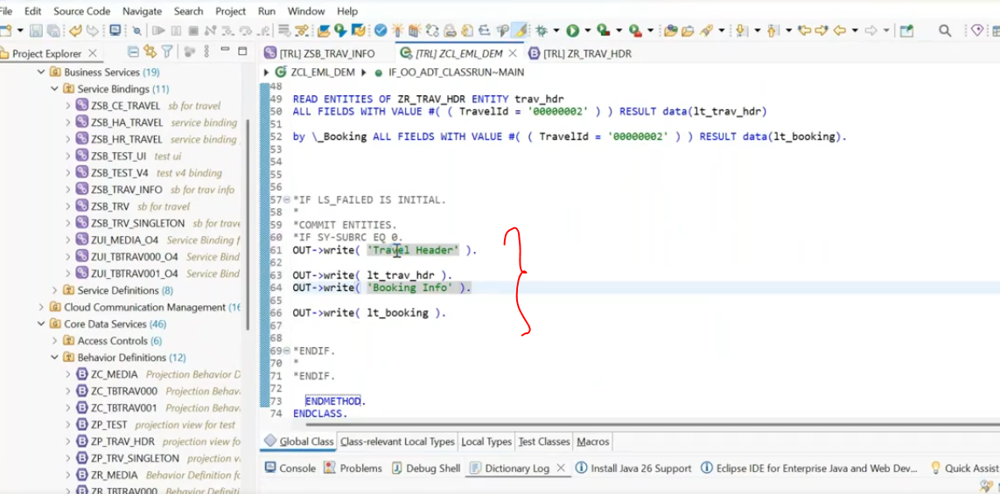 File Edit Source Code Navigate Search Project Run Window Help
Project Explorer
[TRL] ZSB_TRAV_INFO [TRL] ZCL_EML_DEM [TRL] ZR_TRAV_HDR
ZCL_EML_DEM IF_OO_ADT_CLASSRUN~MAIN
Business Services (19)
Service Bindings (11)
ZSB_CE_TRAVEL sb for travel
ZSB_HA_TRAVEL service binding
ZSB_HR_TRAVEL service binding
ZSB_TEST_UI test ui
ZSB_TEST_V4 test v4 binding
ZSB_TRAV_INFO sb for trav info
ZSB_TRV sb for travel
ZSB_TRV_SINGLETON sb for trave
ZUI_MEDIA_O4 Service Binding f
ZUI_TBTRAV000_O4 Service Bind
ZUI_TBTRAV001_O4 Service Bind
Service Definitions (8)
Cloud Communication Management (16
Core Data Services (46)
Access Controls (6)
Behavior Definitions (12)
ZC_MEDIA Projection Behavior D
ZC_TBTRAV000 Projection Behav
ZC_TBTRAV001 Projection Behav
ZP_TEST projection view for test
ZP_TRAV_HDR projection view fo
ZP_TRV_SINGLETON projection v
ZR_MEDIA Behavior Definition fo
ZR_TBTRAV000 Behavior Definition
48
49 READ ENTITIES OF ZR_TRAV_HDR ENTITY trav_hdr
50 ALL FIELDS WITH VALUE #( ( TravelId = '00000002' ) ) RESULT data(lt_trav_hdr)
51
52 by \_Booking ALL FIELDS WITH VALUE #( ( TravelId = '00000002' ) ) RESULT data(lt_booking).
53
54
55
56
57 *IF LS_FAILED IS INITIAL.
58 *
59 *COMMIT ENTITIES.
60 *IF SY-SUBRC EQ 0.
61 OUT->write( 'Travel Header' ).
62
63 OUT->write( lt_trav_hdr ).
64 OUT->write( 'Booking Info' ).
65
66 OUT->write( lt_booking ).
67
68
69 *ENDIF.
70 *
71 *ENDIF.
72
73 ENDMETHOD.
74 ENDCLASS.
Global Class Class-relevant Local Types Local Types Test Classes Macros
Console Problems Debug Shell Dictionary Log Install Java 26 Support Eclipse IDE for Enterprise Java and Web Dev... Quick Assist